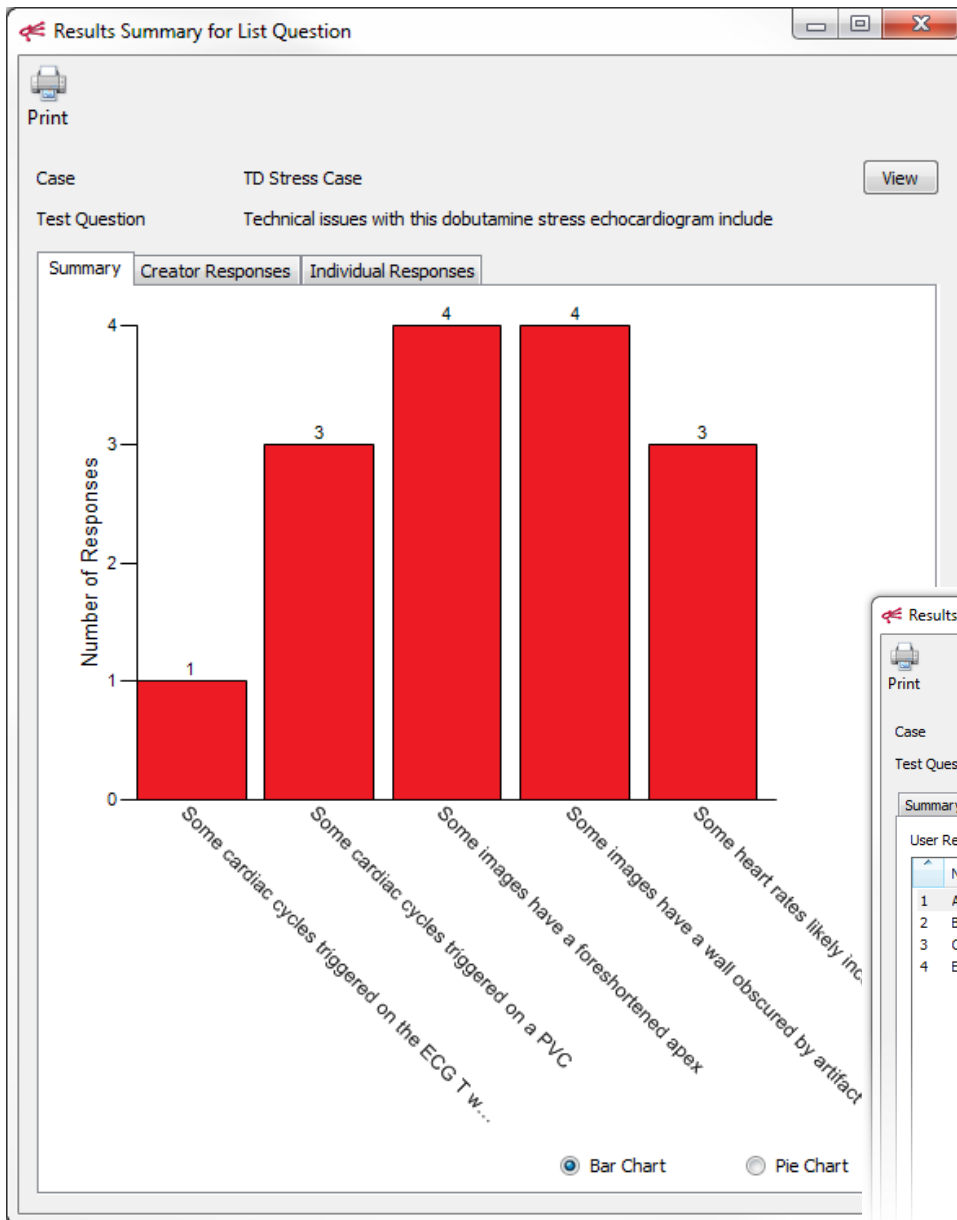 Results Summary for List Question
Print
Case TD Stress Case View
Test Question Technical issues with this dobutamine stress echocardiogram include
Summary Creator Responses Individual Responses
Number of Responses
4
3
2
1
0
1
3
4
4
3
Some cardiac cycles triggered on the ECG T w...
Some cardiac cycles triggered on a PVC
Some images have a foreshortened apex
Some images have a wall obscured by artifact
Some heart rates likely inc
Bar Chart Pie Chart
Results
Print
Case
Test Ques
Summary
User Re
1
2
3
4